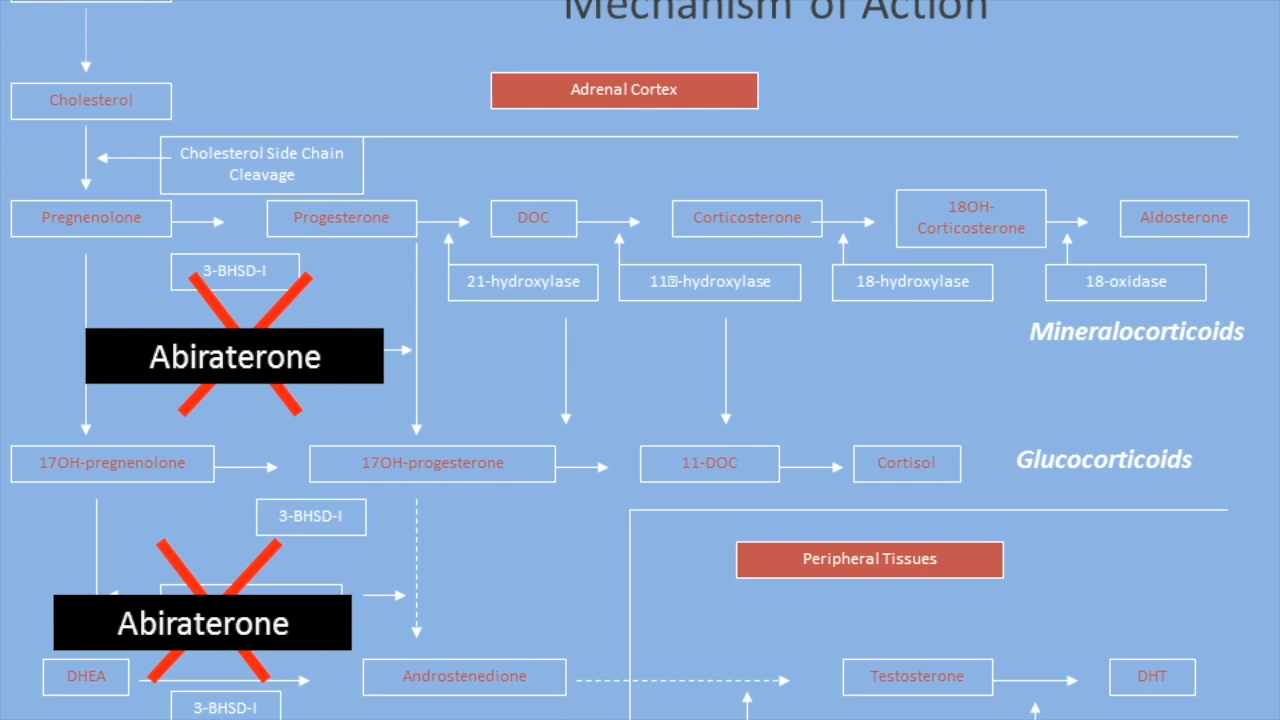 Mechanism of Action
Adrenal Cortex
Cholesterol
Cholesterol Side Chain
Cleavage
Pregnenolone
Progesterone
DOC
Corticosterone
18OH-
Corticosterone
Aldosterone
3-BHSD-I
21-hydroxylase
11-hydroxylase
18-hydroxylase
18-oxidase
Mineralocorticoids
Abiraterone
17OH-pregnenolone
17OH-progesterone
11-DOC
Cortisol
Glucocorticoids
3-BHSD-I
Peripheral Tissues
Abiraterone
DHEA
Androstenedione
Testosterone
DHT
3-BHSD-I